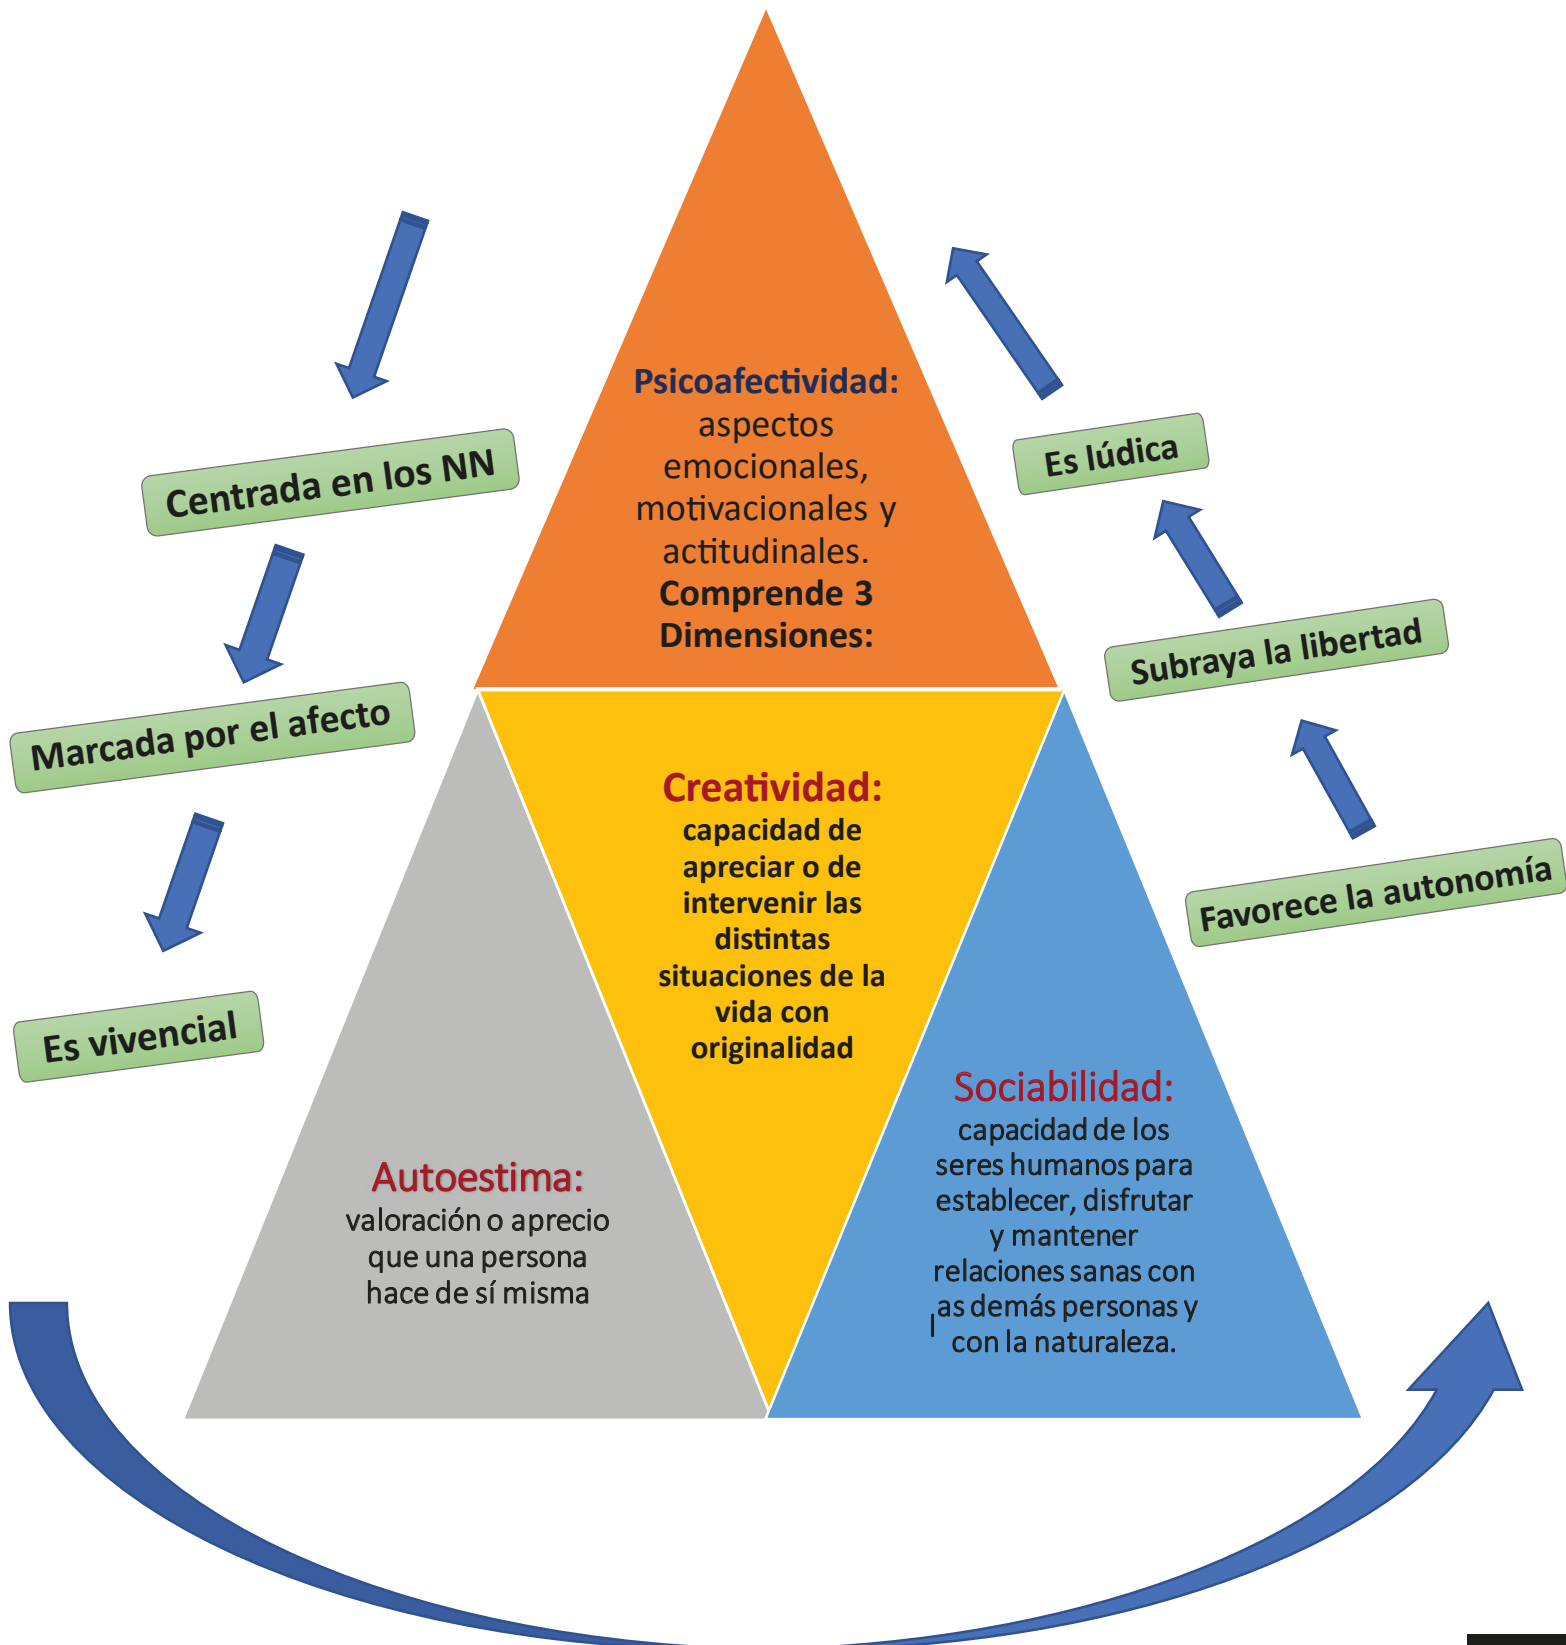 Psicoafectividad:
aspectos
emocionales,
motivacionales y
actitudinales.
Comprende 3
Dimensiones:
Centrada en los NN
Marcada por el afecto
Es vivencial
Es lúdica
Subraya la libertad
Favorece la autonomía
Creatividad:
capacidad de
apreciar o de
intervenir las
distintas
situaciones de la
vida con
originalidad
Autoestima:
valoración o aprecio
que una persona
hace de sí misma
Sociabilidad:
capacidad de los
seres humanos para
establecer, disfrutar
y mantener
relaciones sanas con
las demás personas y
con la naturaleza.